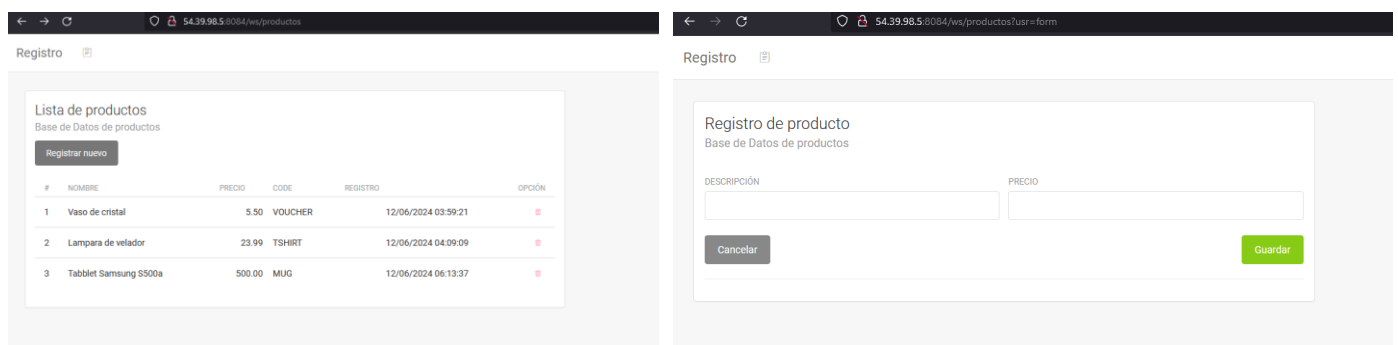 54.39.98.5:8084/ws/productos
Registro
Lista de productos
Base de Datos de productos
Registrar nuevo
# NOMBRE PRECIO CODE REGISTRO OPCIÓN
1 Vaso de cristal 5.50 VOUCHER 12/06/2024 03:59:21
2 Lampara de velador 23.99 TSHIRT 12/06/2024 04:09:09
3 Tabblet Samsung S500a 500.00 MUG 12/06/2024 06:13:37
54.39.98.5:8084/ws/productos?usr=form
Registro
Registro de producto
Base de Datos de productos
DESCRIPCIÓN PRECIO
Cancelar Guardar